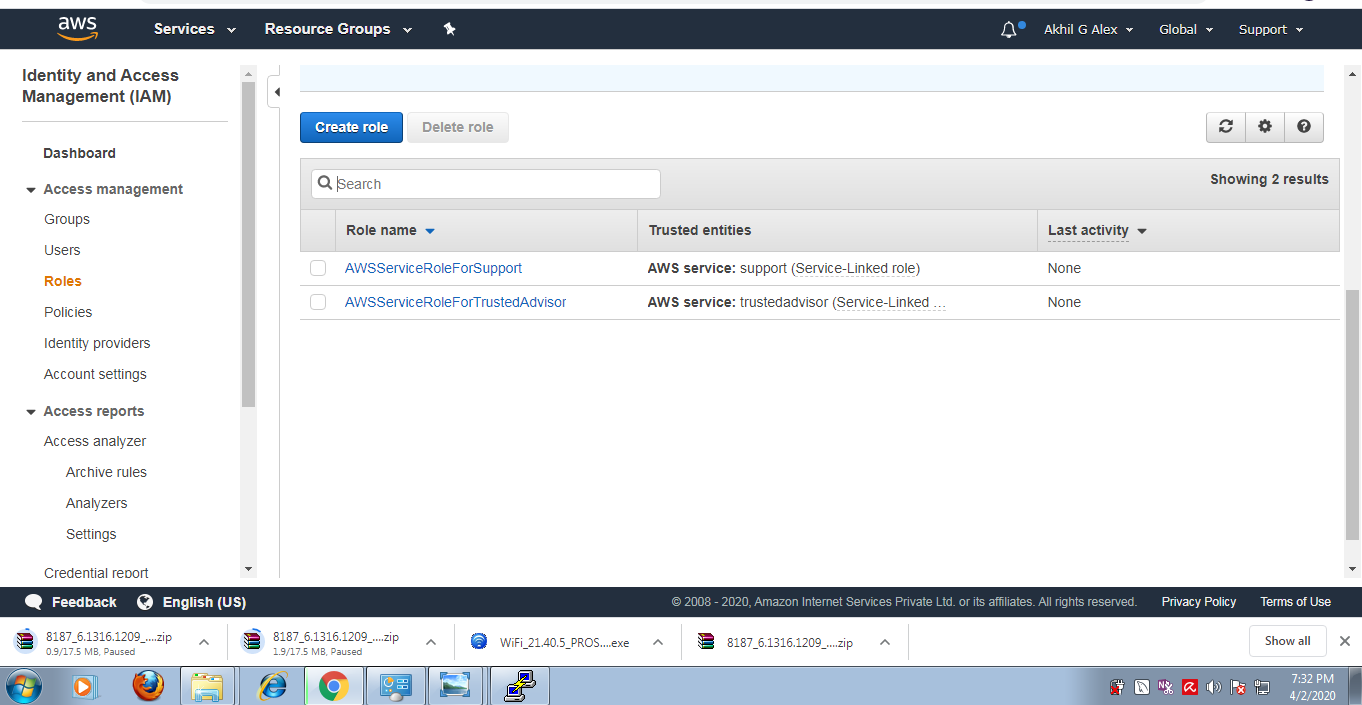 aws
Services
Resource Groups
Akhil G Alex
Global
Support
Identity and Access
Management (IAM)
Dashboard
Access management
Groups
Users
Roles
Policies
Identity providers
Account settings
Access reports
Access analyzer
Archive rules
Analyzers
Settings
Credential report
Create role
Delete role
Search
Showing 2 results
Role name
Trusted entities
Last activity
AWSServiceRoleForSupport
AWS service: support (Service-Linked role)
None
AWSServiceRoleForTrustedAdvisor
AWS service: trustedadvisor (Service-Linked …
None
Feedback
English (US)
© 2008 - 2020, Amazon Internet Services Private Ltd. or its affiliates. All rights reserved.
Privacy Policy
Terms of Use
8187_6.1316.1209_....zip
0.9/17.5 MB, Paused
8187_6.1316.1209_....zip
1.9/17.5 MB, Paused
WiFi_21.40.5_PROS....exe
8187_6.1316.1209_....zip
Show all
7:32 PM
4/2/2020